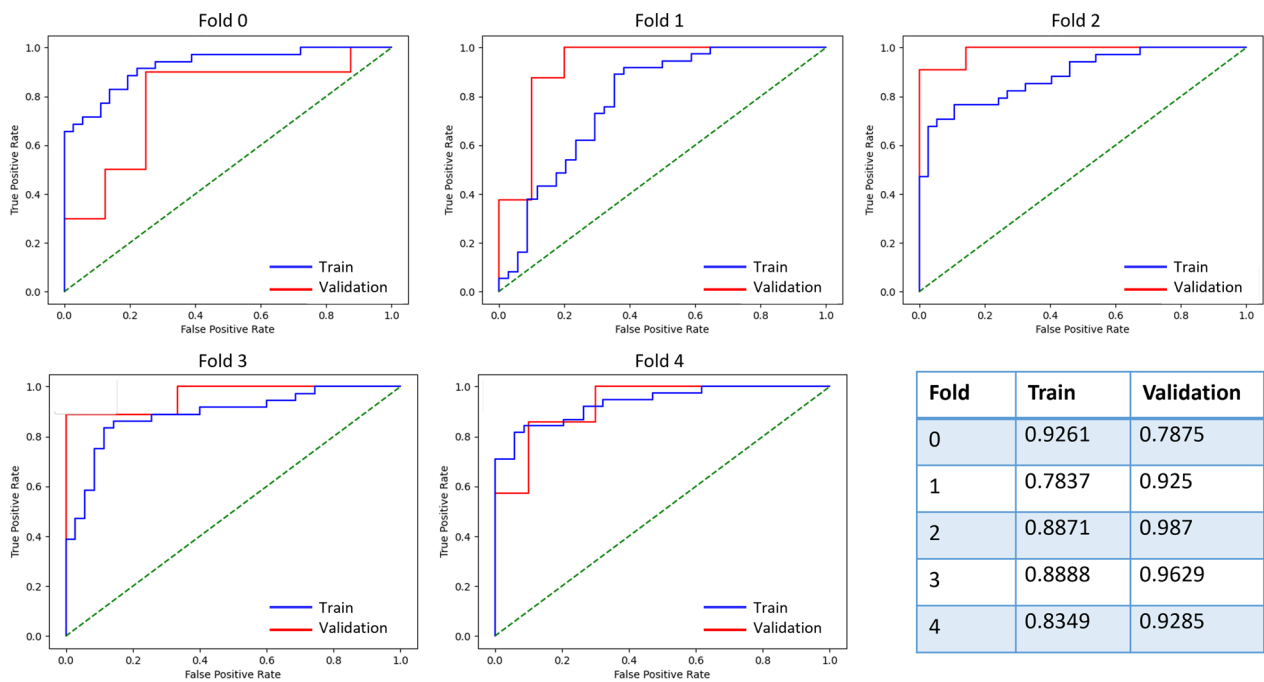 Fold 0
1.0
0.8
0.6
0.4
0.2
0.0
True Positive Rate
Train
Validation
0.0 0.2 0.4 0.6 0.8 1.0
False Positive Rate
Fold 1
1.0
0.8
0.6
0.4
0.2
0.0
True Positive Rate
Train
Validation
0.0 0.2 0.4 0.6 0.8 1.0
False Positive Rate
Fold 2
1.0
0.8
0.6
0.4
0.2
0.0
True Positive Rate
Train
Validation
0.0 0.2 0.4 0.6 0.8 1.0
False Positive Rate
Fold 3
1.0
0.8
0.6
0.4
0.2
0.0
True Positive Rate
Train
Validation
0.0 0.2 0.4 0.6 0.8 1.0
False Positive Rate
Fold 4
1.0
0.8
0.6
0.4
0.2
0.0
True Positive Rate
Train
Validation
0.0 0.2 0.4 0.6 0.8 1.0
False Positive Rate
Fold Train Validation
0 0.9261 0.7875
1 0.7837 0.925
2 0.8871 0.987
3 0.8888 0.9629
4 0.8349 0.9285